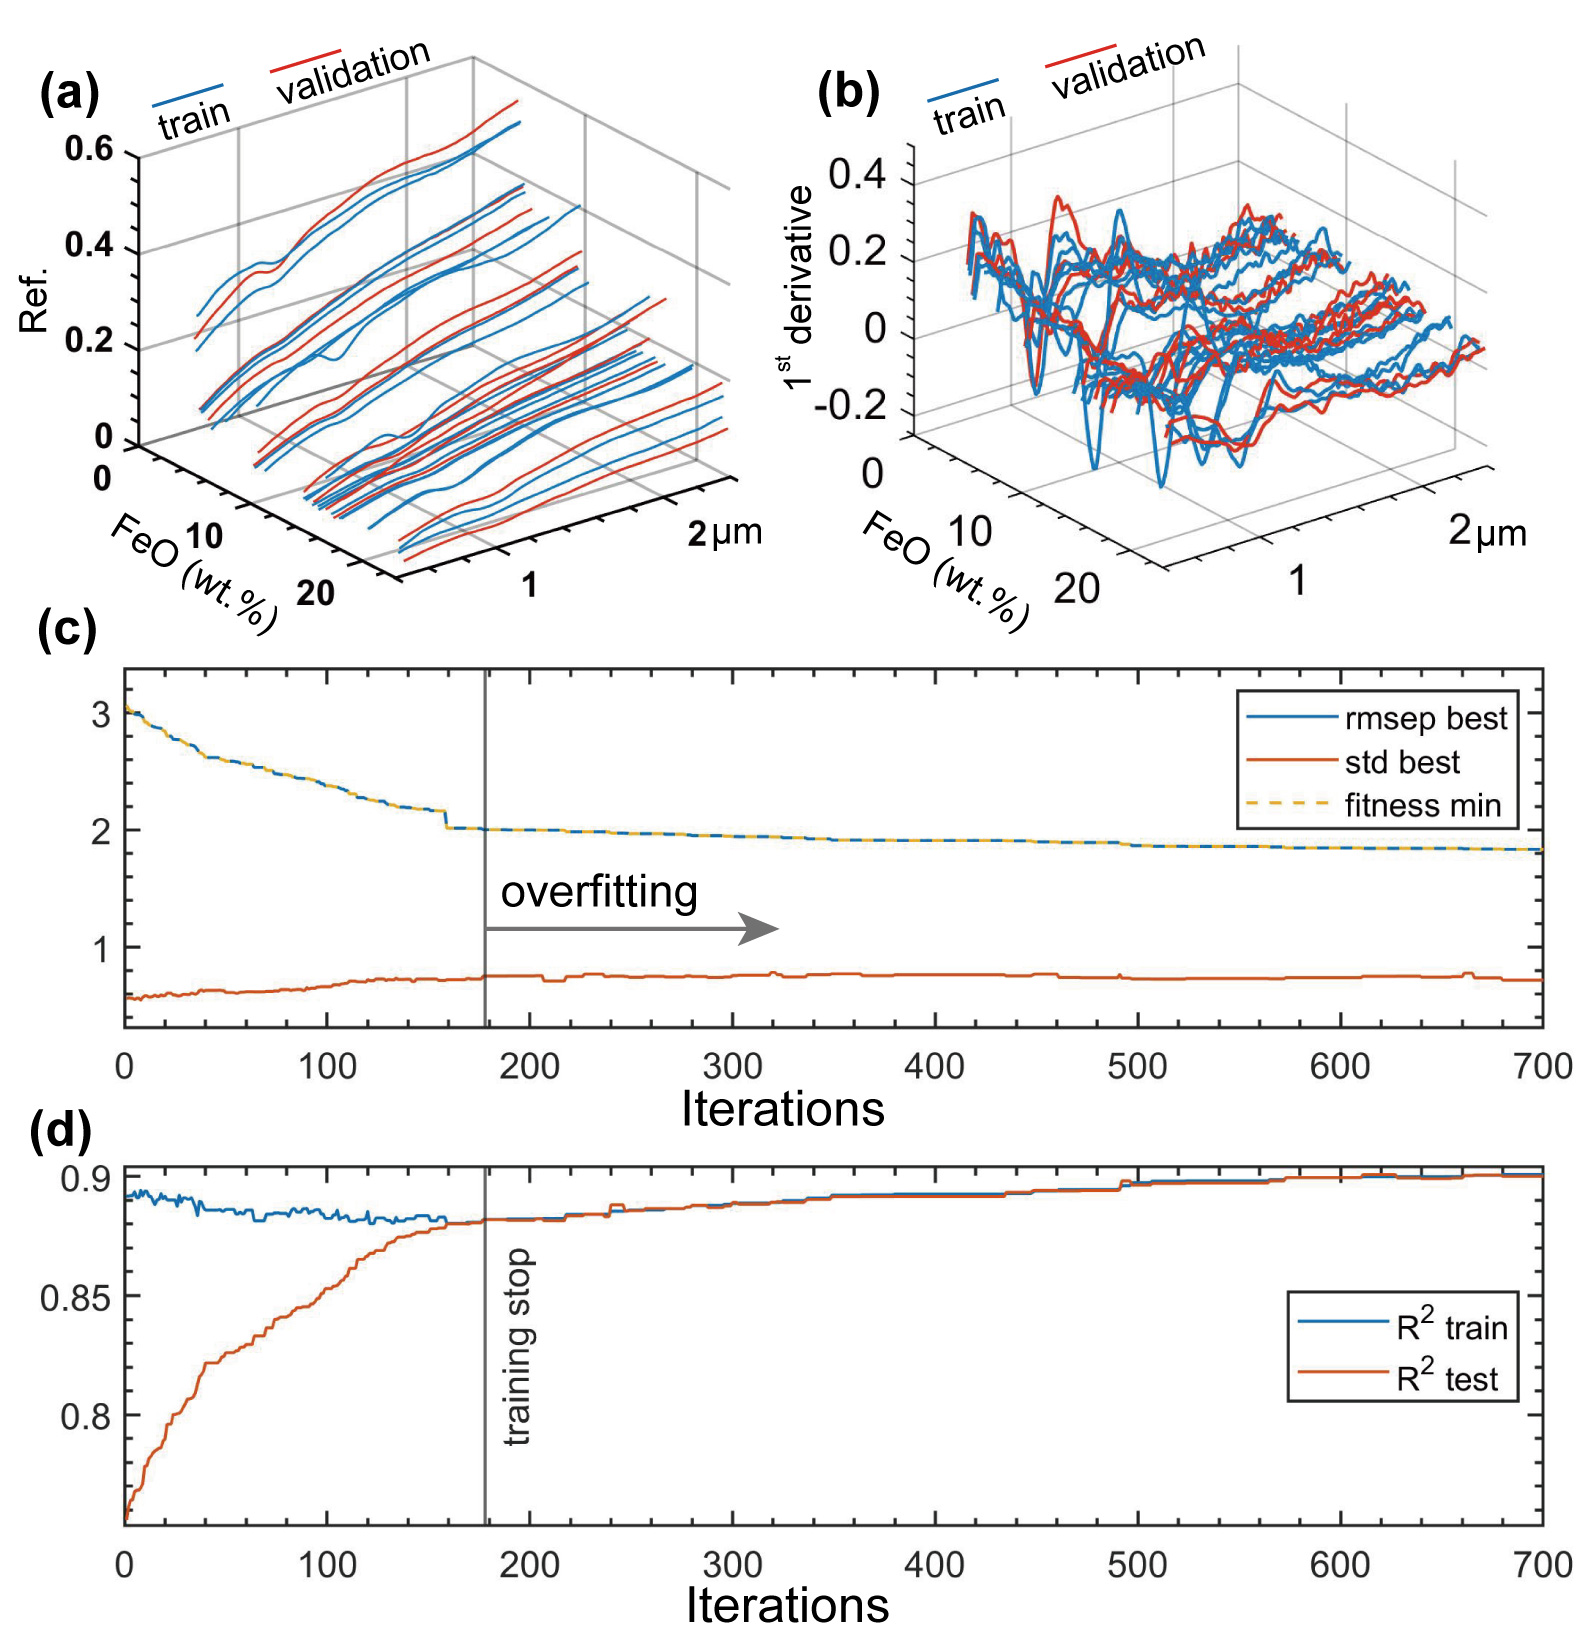 (a)
train
validation
0.6
0.4
0.2
0
Ref.
0
10
20
FeO (wt.%)
1
2 μm
(b)
train
validation
0.4
0.2
0
-0.2
1st derivative
0
10
20
FeO (wt.%)
1
2 μm
(c)
3
2
1
rmsep best
std best
fitness min
overfitting
0 100 200 300 400 500 600 700
Iterations
(d)
0.9
0.85
0.8
training stop
R² train
R² test
0 100 200 300 400 500 600 700
Iterations